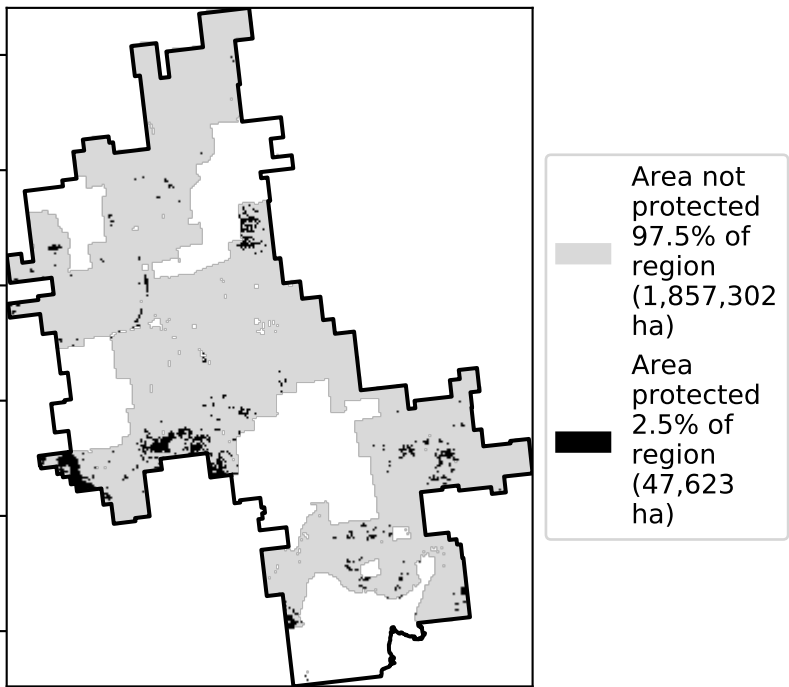 Area not
protected
97.5% of
region
(1,857,302
ha)
Area
protected
2.5% of
region
(47,623
ha)